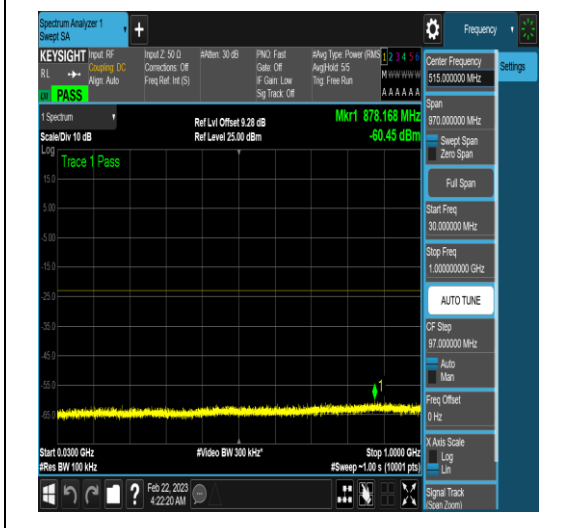 Spectrum Analyzer 1
Swept SA
+
Frequency
KEYSIGHT
RL
PASS
Input: RF
Coupling: DC
Align: Auto
Input Z: 50 Ω
Corrections: Off
Freq Ref: Int (S)
#Atten: 30 dB
PNO: Fast
Gate: Off
IF Gain: Low
Sig Track: Off
#Avg Type: Power (RMS
Avg|Hold: 5/5
Trig: Free Run
1 2 3 4 5 6
M W W W W W
A A A A A A
Settings
1 Spectrum
Scale/Div 10 dB
Ref Lvl Offset 9.28 dB
Ref Level 25.00 dBm
Mkr1 878.168 MHz
-60.45 dBm
Log
Trace 1 Pass
15.0
5.00
-5.00
-15.0
-25.0
-35.0
-45.0
-55.0
-65.0
1
Start 0.0300 GHz
#Res BW 100 kHz
#Video BW 300 kHz*
Stop 1.0000 GHz
#Sweep ~1.00 s (10001 pts)
Center Frequency
515.000000 MHz
Span
970.000000 MHz
Swept Span
Zero Span
Full Span
Start Freq
30.000000 MHz
Stop Freq
1.000000000 GHz
AUTO TUNE
CF Step
97.000000 MHz
Auto
Man
Freq Offset
0 Hz
X Axis Scale
Log
Lin
Signal Track
(Span Zoom)
?
Feb 22, 2023
4:22:20 AM